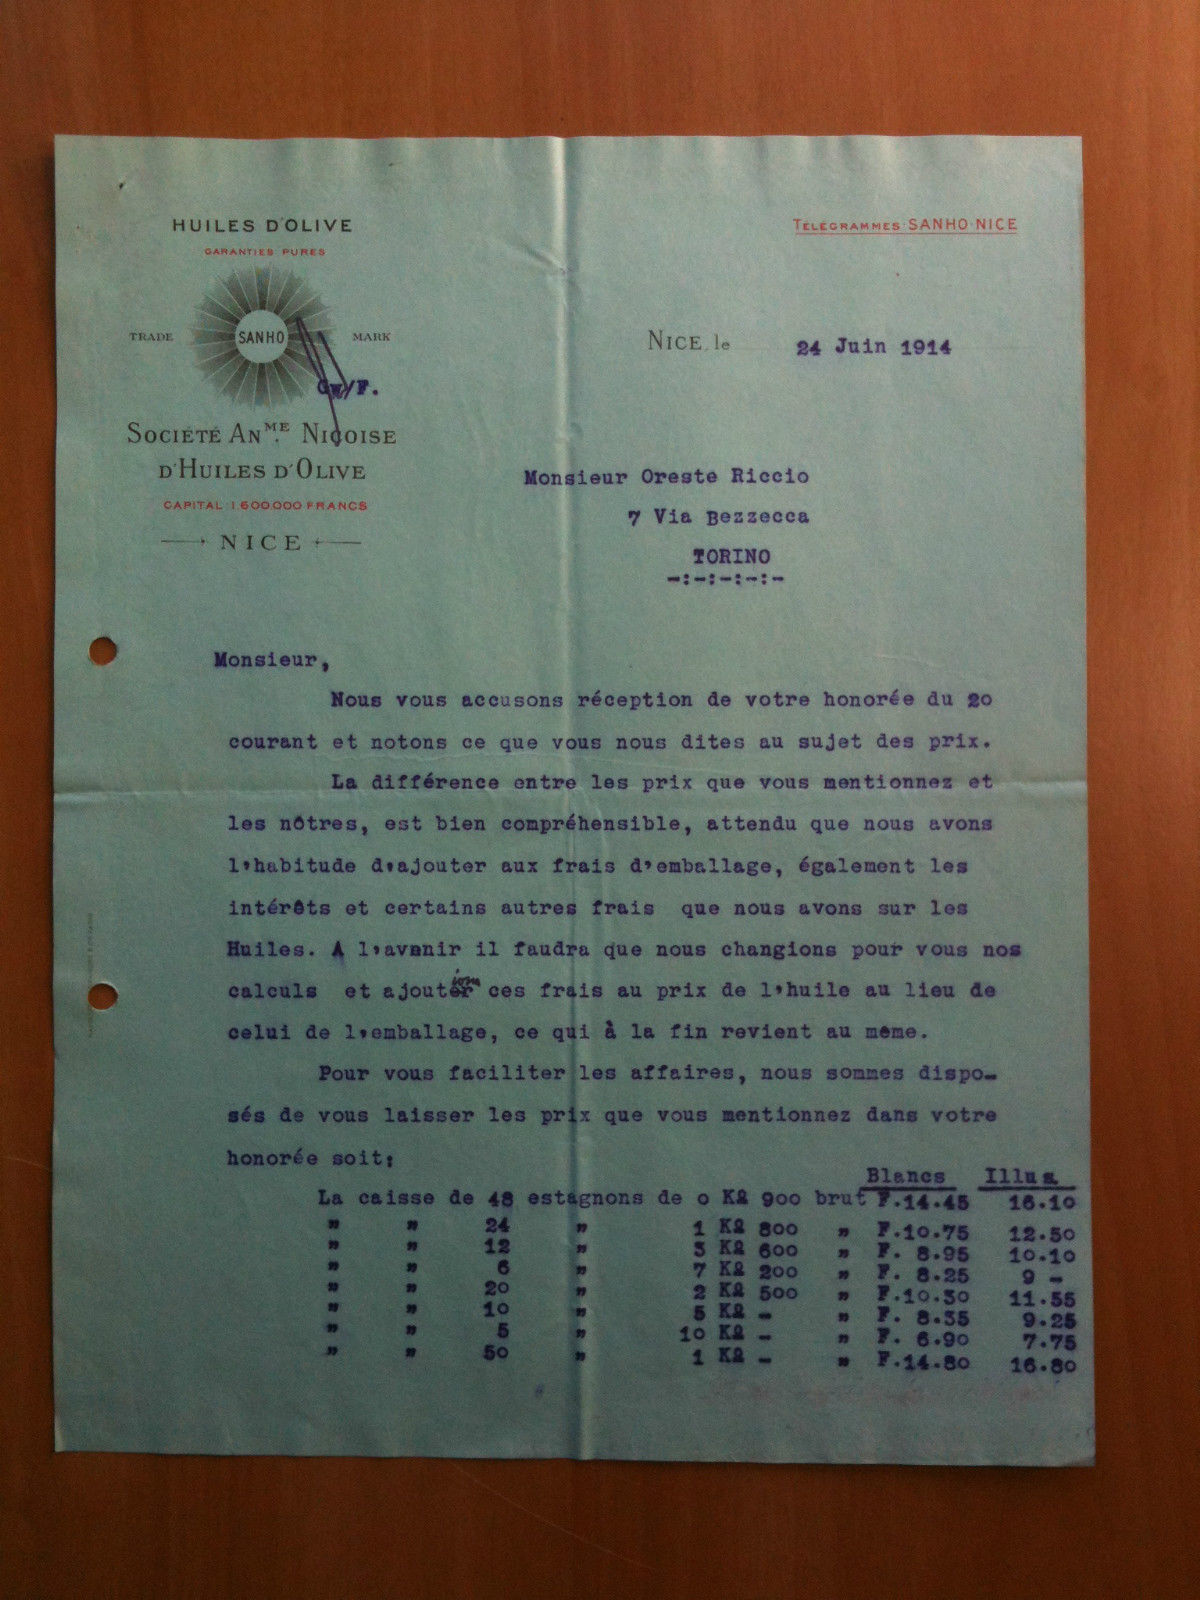 HUILES D'OLIVE
GARANTIES PURES
TRADE SANHO MARK
SOCIÉTÉ AN.ME NIÇOISE
D'HUILES D'OLIVE
CAPITAL 1.600.000 FRANCS
NICE
TÉLÉGRAMMES·SANHO·NICE
NICE, le 24 Juin 1914
Monsieur Oreste Riccio
7 Via Bezzecca
TORINO
-:-:-:-:-
Monsieur,
Nous vous accusons réception de votre honorée du 20
courant et notons ce que vous nous dites au sujet des prix.
La différence entre les prix que vous mentionnez et
les nôtres, est bien compréhensible, attendu que nous avons
l'habitude d'ajouter aux frais d'emballage, également les
intérêts et certains autres frais que nous avons sur les
Huiles. A l'avenir il faudra que nous changions pour vous nos
calculs et ajouter ces frais au prix de l'huile au lieu de
celui de l'emballage, ce qui à la fin revient au même.
Pour vous faciliter les affaires, nous sommes dispo-
sés de vous laisser les prix que vous mentionnez dans votre
honorée soit:
Blancs Illus
La caisse de 48 estagnons de 0 Kº 900 brut F.14.45 16.10
" " 24 " 1 Kº 800 " F.10.75 12.50
" " 12 " 3 Kº 600 " F. 8.95 10.10
" " 6 " 7 Kº 200 " F. 8.25 9 -
" " 20 " 2 Kº 500 " F.10.30 11.55
" " 10 " 5 Kº - " F. 8.35 9.25
" " 5 " 10 Kº - " F. 6.90 7.75
" " 50 " 1 Kº - " F.14.80 16.80